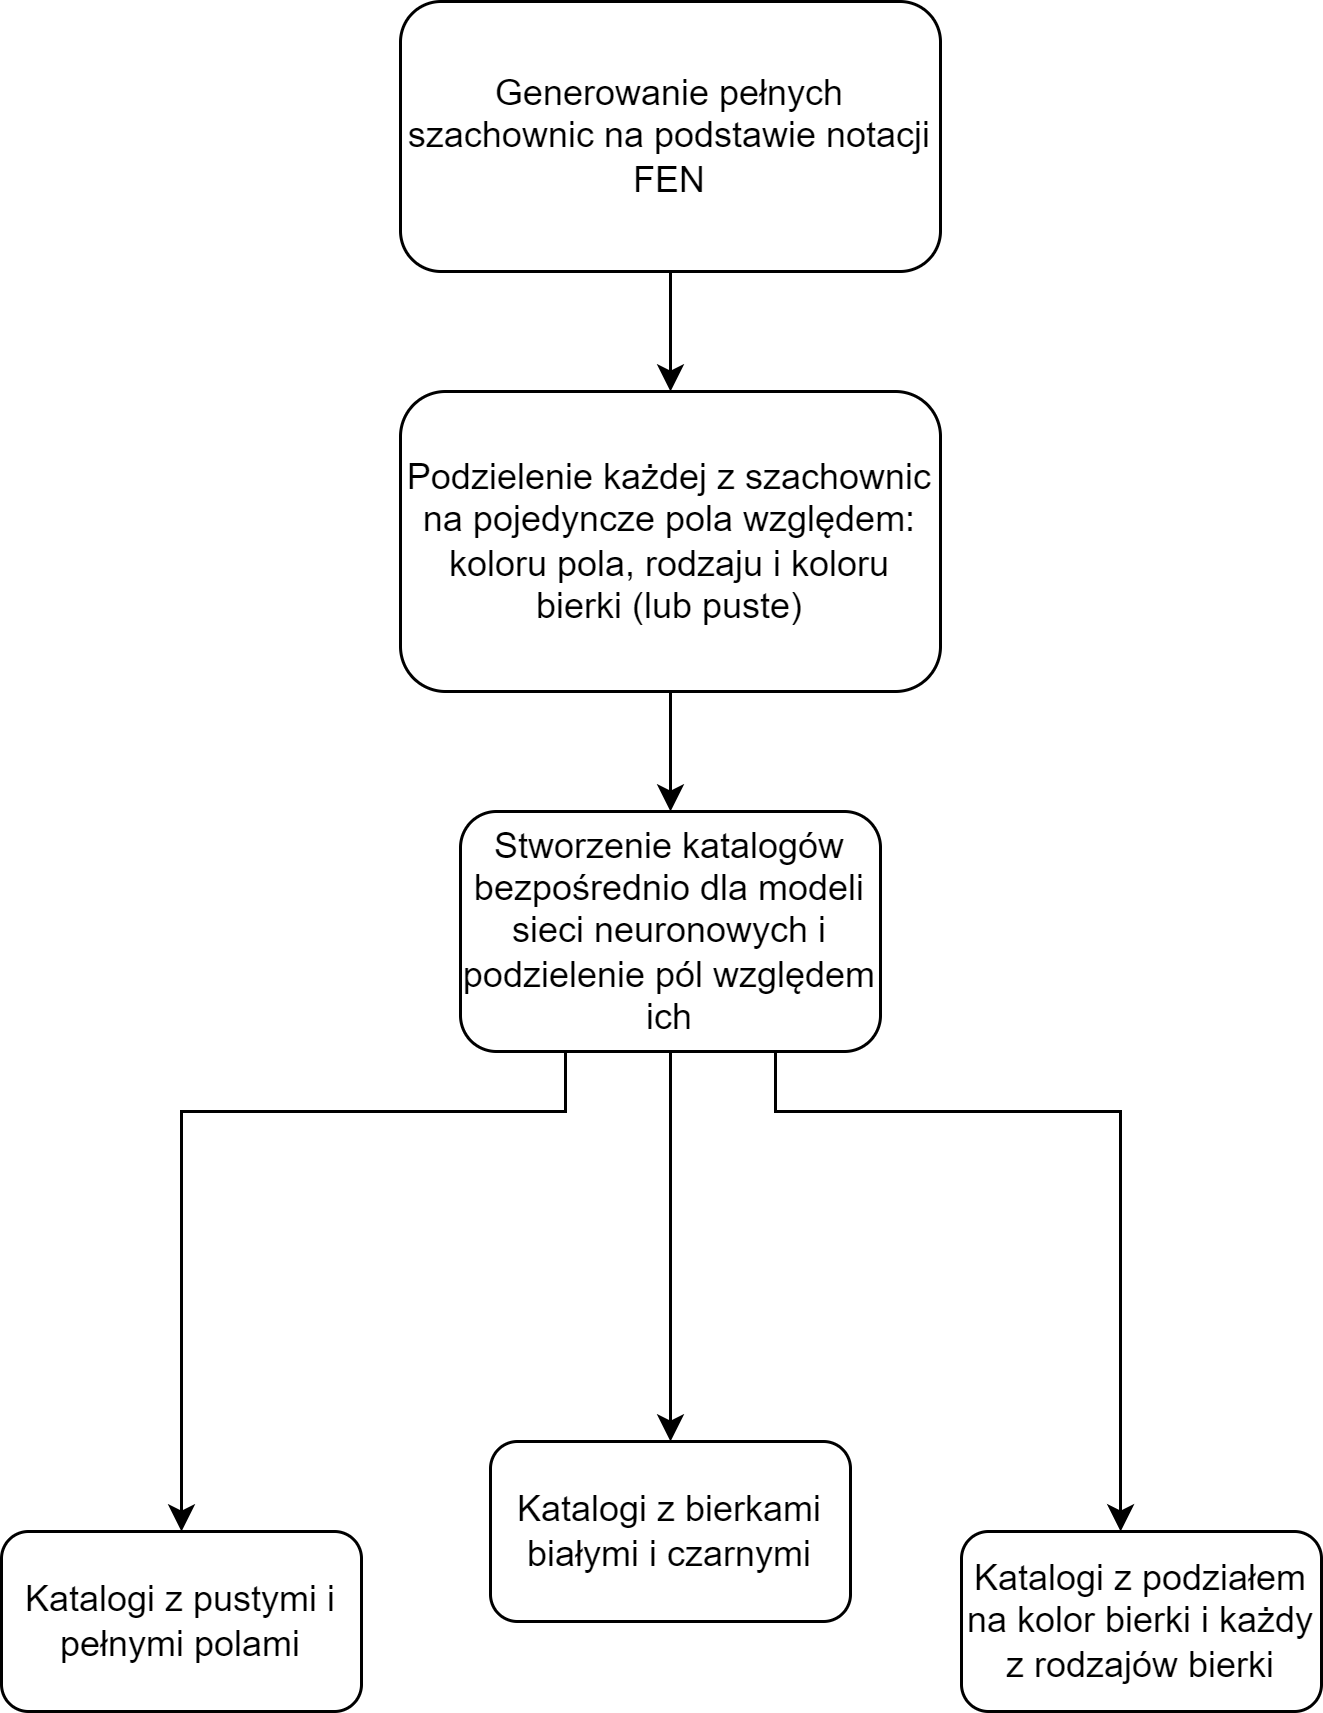 Generowanie pełnych
szachownic na podstawie notacji
FEN
Podzielenie każdej z szachownic
na pojedyncze pola względem:
koloru pola, rodzaju i koloru
bierki (lub puste)
Stworzenie katalogów
bezpośrednio dla modeli
sieci neuronowych i
podzielenie pól względem
ich
Katalogi z pustymi i
pełnymi polami
Katalogi z bierkami
białymi i czarnymi
Katalogi z podziałem
na kolor bierki i każdy
z rodzajów bierki